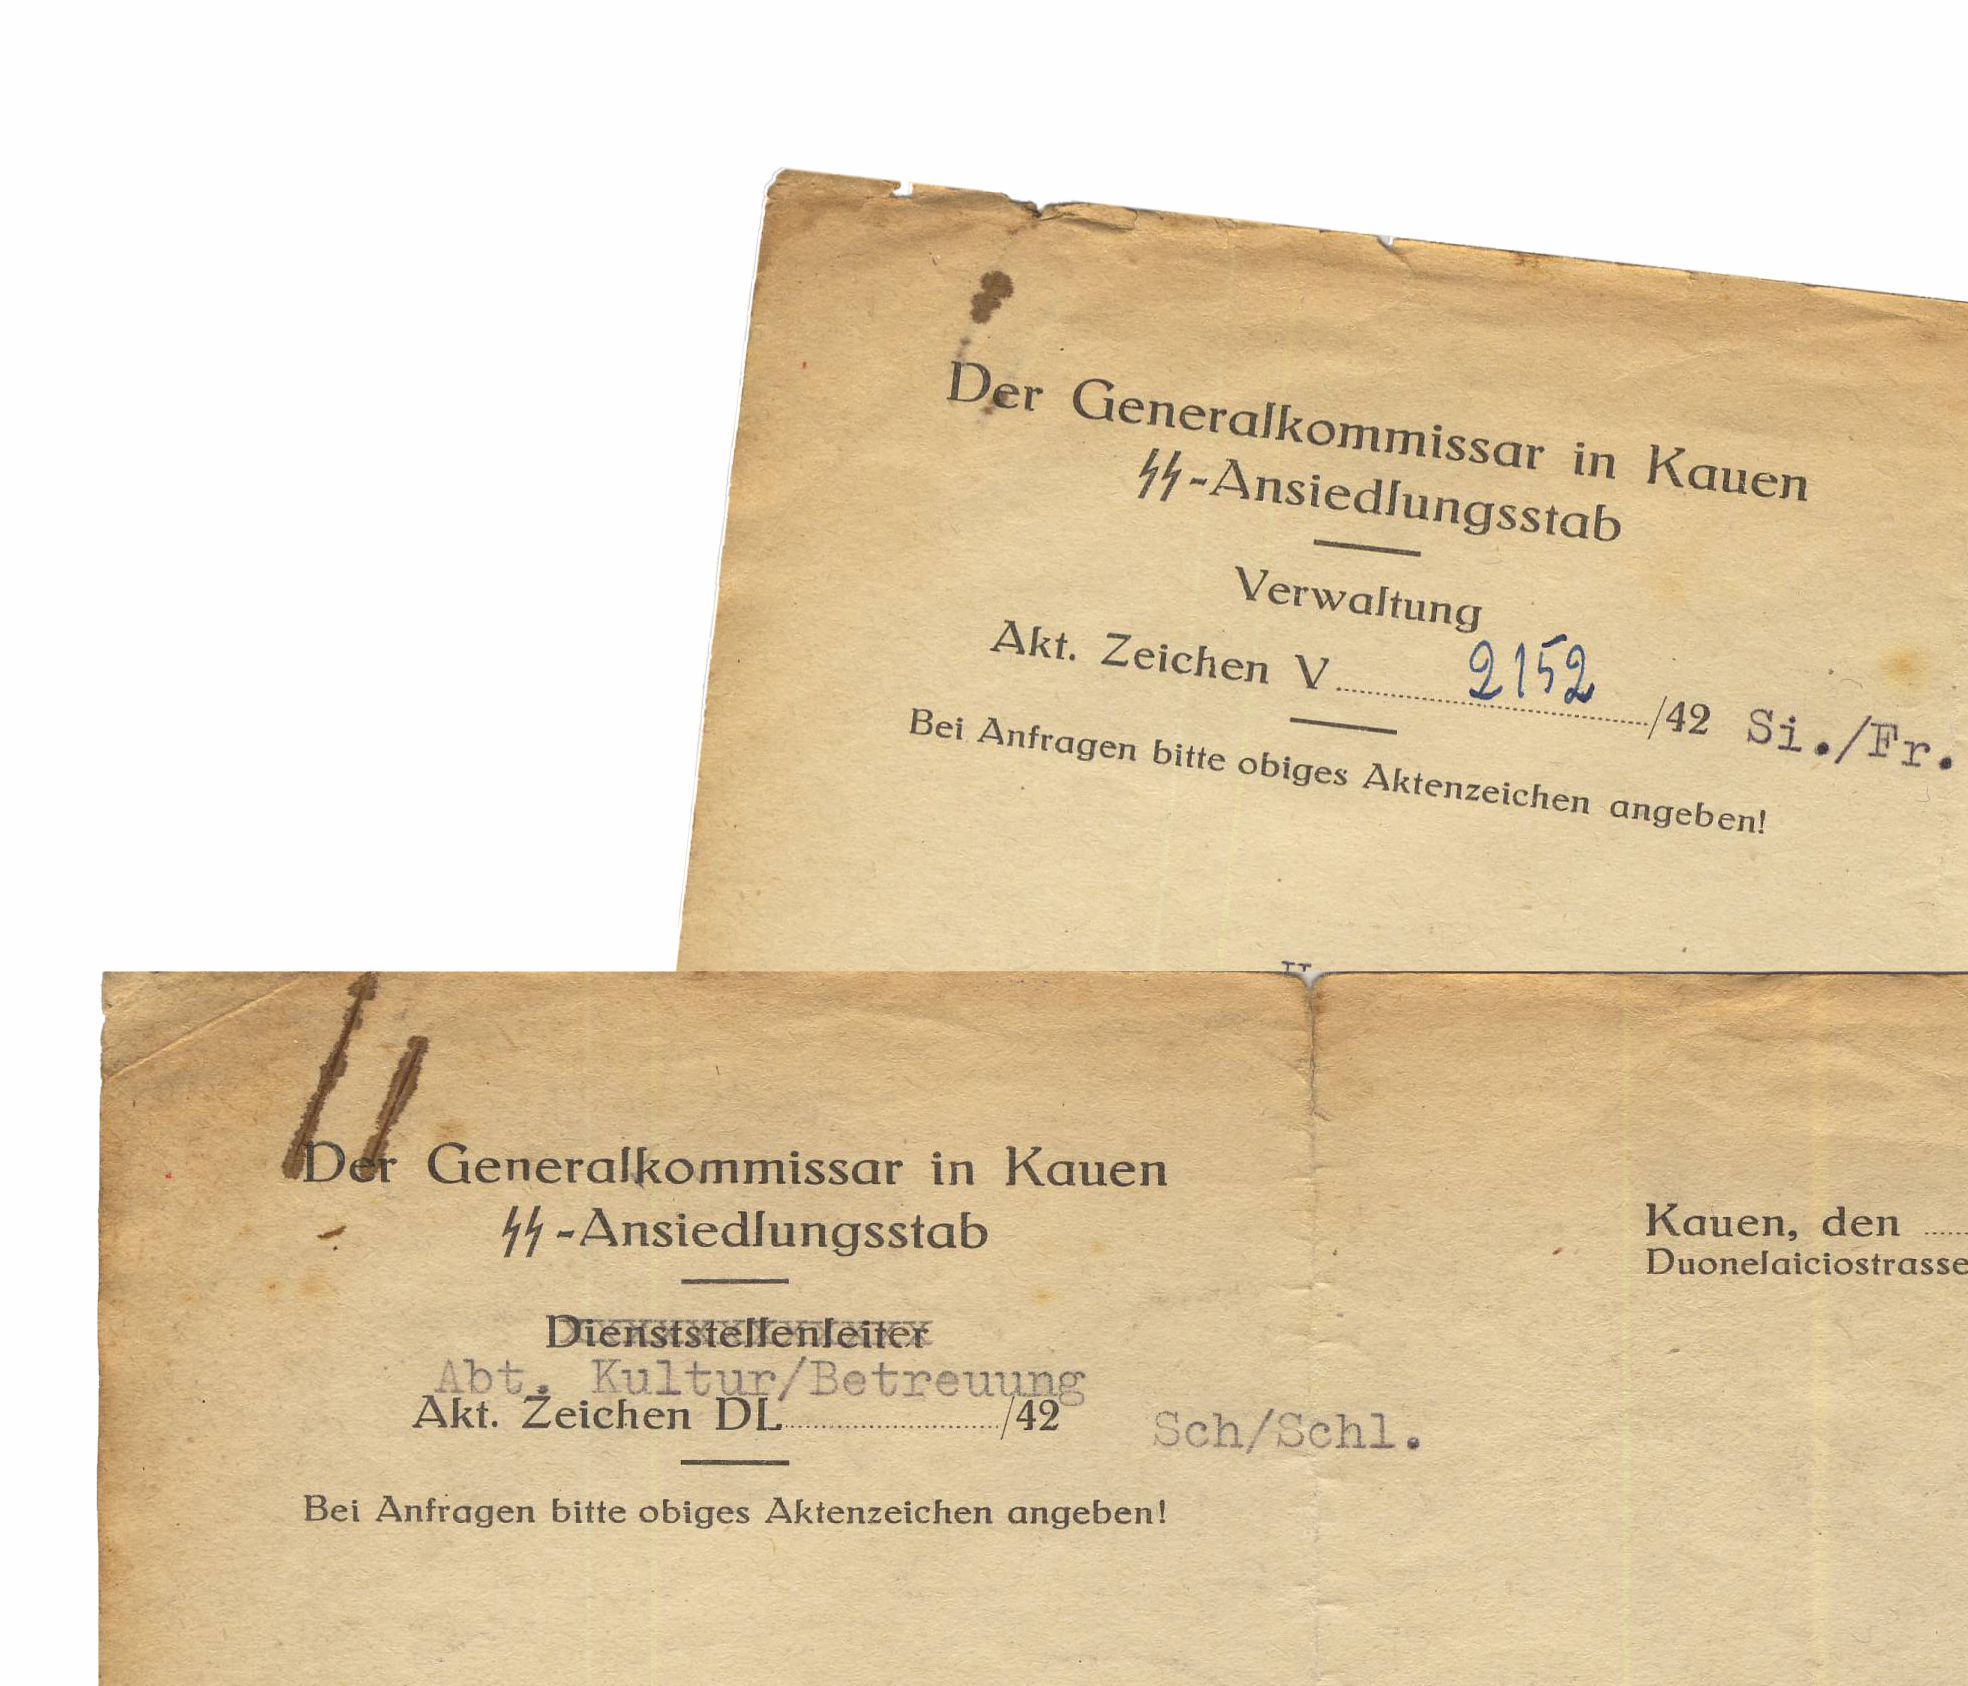 Der Generalkommissar in Kauen
ᛋᛋ-Ansiedlungsstab
Verwaltung
Akt. Zeichen V 2152 /42 Si./Fr.
Bei Anfragen bitte obiges Aktenzeichen angeben!
Der Generalkommissar in Kauen
ᛋᛋ-Ansiedlungsstab
Kauen, den
Duonelaiciostrasse
Dienststellenleiter
Abt. Kultur/Betreuung
Akt. Zeichen DL /42 Sch/Schl.
Bei Anfragen bitte obiges Aktenzeichen angeben!